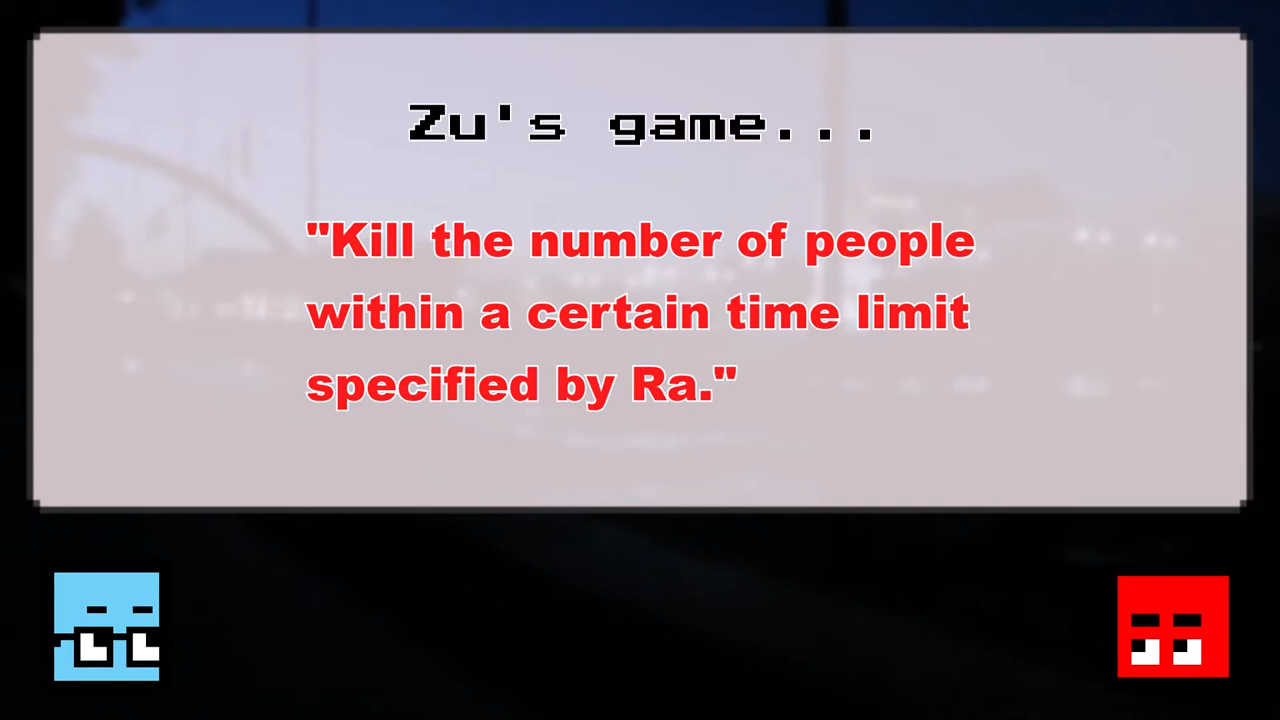 Zu's game...
"Kill the number of people
within a certain time limit
specified by Ra."